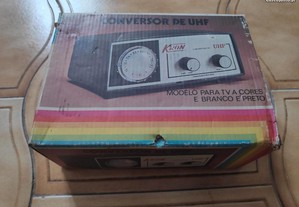 CONVERSOR DE UHF
UHF
MODELO PARA TV A CORES
E BRANCO E PRETO